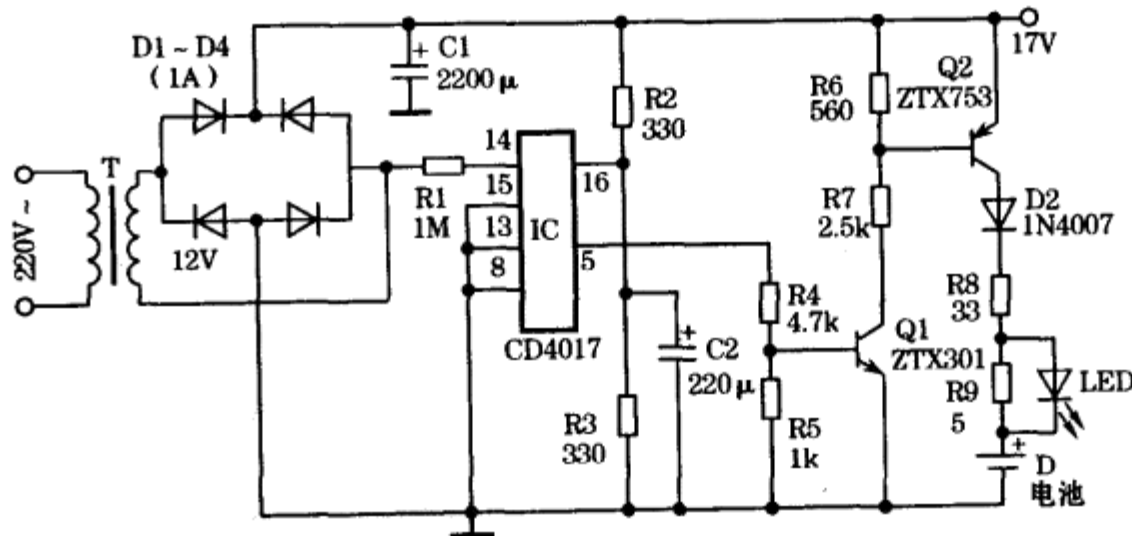 D1~D4
(1A)
C1
2200μ
17V
R6
560
Q2
ZTX753
R2
330
T
14
15
13
8
16
5
IC
R1
1M
R7
2.5k
D2
1N4007
220V~
12V
CD4017
R4
4.7k
R8
33
Q1
ZTX301
C2
220μ
R9
5
LED
R3
330
R5
1k
D
电池